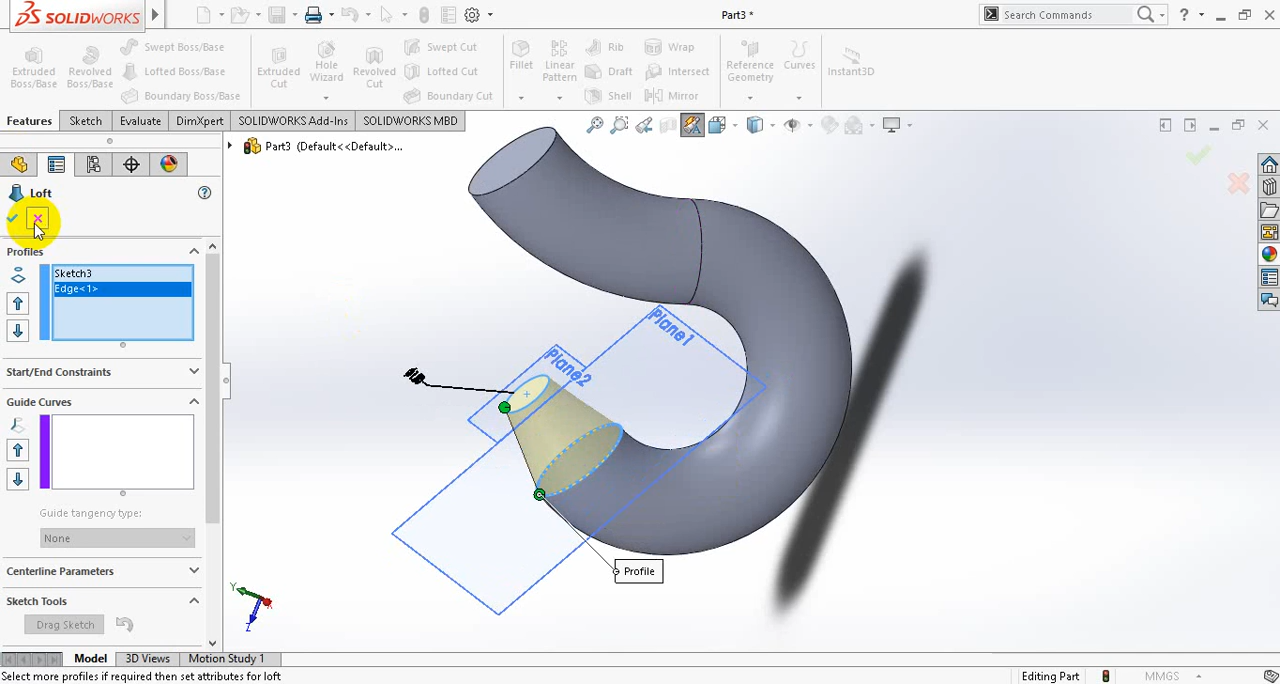 SOLIDWORKS
Part3 *
Search Commands
Extruded Boss/Base
Revolved Boss/Base
Swept Boss/Base
Lofted Boss/Base
Boundary Boss/Base
Extruded Cut
Hole Wizard
Revolved Cut
Swept Cut
Lofted Cut
Boundary Cut
Fillet
Linear Pattern
Rib
Draft
Shell
Wrap
Intersect
Mirror
Reference Geometry
Curves
Instant3D
Features
Sketch
Evaluate
DimXpert
SOLIDWORKS Add-Ins
SOLIDWORKS MBD
Part3 (Default<<Default>...
Loft
Profiles
Sketch3
Edge<1>
Start/End Constraints
Guide Curves
Guide tangency type:
None
Centerline Parameters
Sketch Tools
Drag Sketch
Plane1
Plane2
Profile
Y
X
Z
Model
3D Views
Motion Study 1
Select more profiles if required then set attributes for loft
Editing Part
MMGS